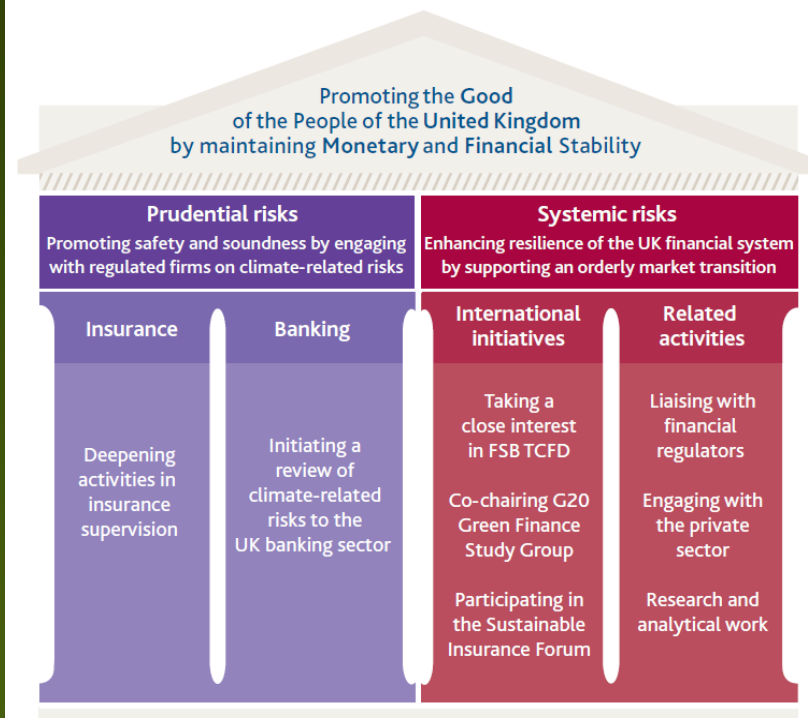 Promoting the Good
of the People of the United Kingdom
by maintaining Monetary and Financial Stability
Prudential risks
Promoting safety and soundness by engaging
with regulated firms on climate-related risks
Systemic risks
Enhancing resilience of the UK financial system
by supporting an orderly market transition
Insurance
Deepening
activities in
insurance
supervision
Banking
Initiating a
review of
climate-related
risks to the
UK banking sector
International
initiatives
Taking a
close interest
in FSB TCFD
Co-chairing G20
Green Finance
Study Group
Participating in
the Sustainable
Insurance Forum
Related
activities
Liaising with
financial
regulators
Engaging with
the private
sector
Research and
analytical work